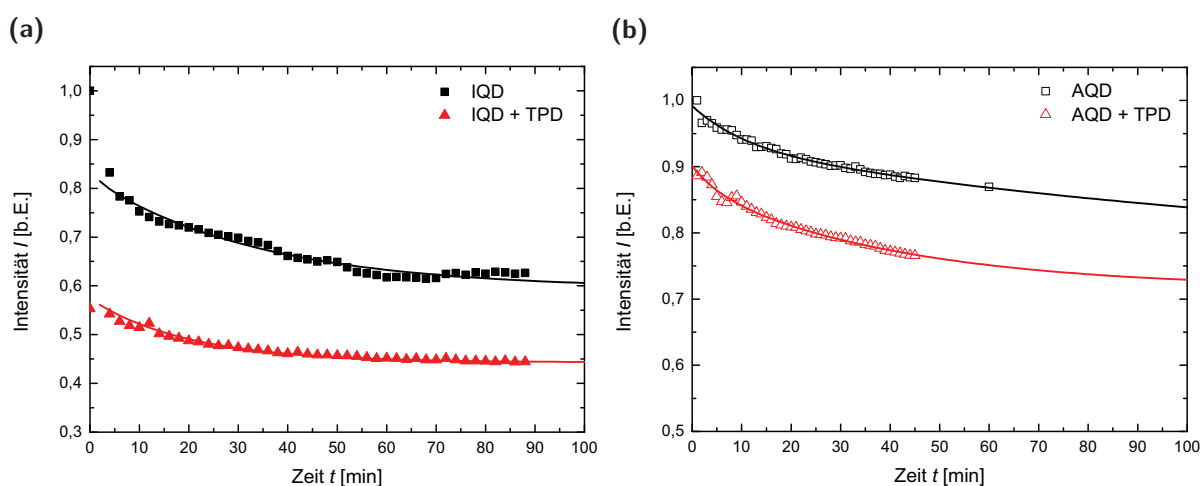 (a)
IQD
IQD + TPD
1,0
0,9
0,8
0,7
0,6
0,5
0,4
0,3
Intensität I [b.E.]
0 10 20 30 40 50 60 70 80 90 100
Zeit t [min]
(b)
AQD
AQD + TPD
1,0
0,9
0,8
0,7
0,6
0,5
Intensität I [b.E.]
0 10 20 30 40 50 60 70 80 90 100
Zeit t [min]